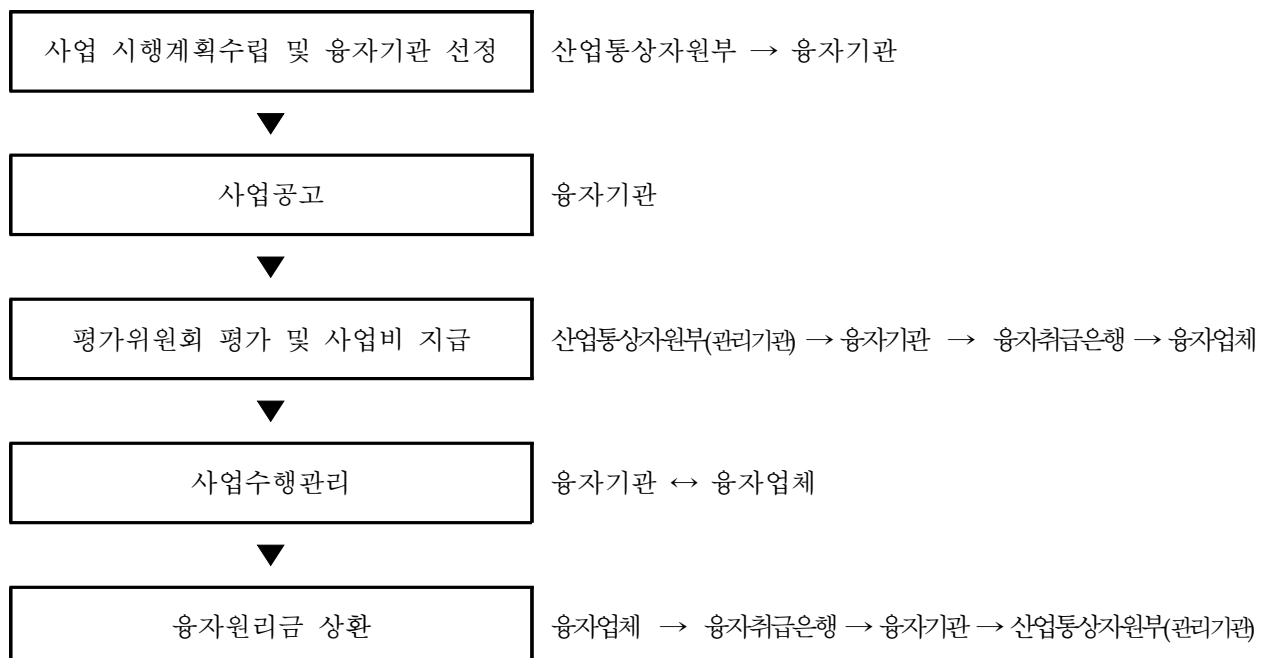 사업 시행계획수립 및 융자기관 선정 산업통상자원부 → 융자기관
▼
사업공고 융자기관
▼
평가위원회 평가 및 사업비 지급 산업통상자원부(관리기관) → 융자기관 → 융자취급은행 → 융자업체
▼
사업수행관리 융자기관 ↔ 융자업체
▼
융자원리금 상환 융자업체 → 융자취급은행 → 융자기관 → 산업통상자원부(관리기관)